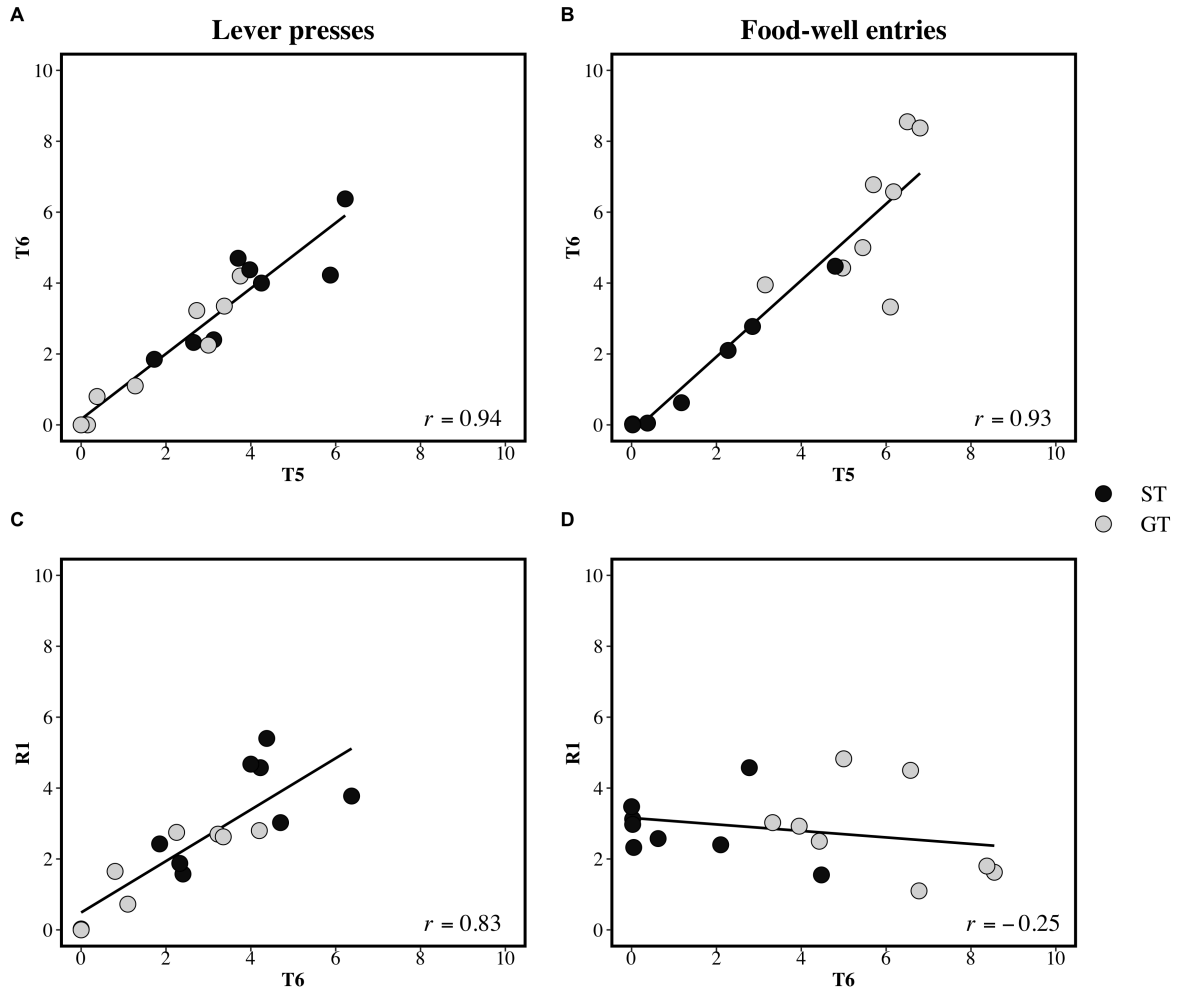 A
Lever presses
10
8
6
4
2
0
T6
0 2 4 6 8 10
T5
r = 0.94
B
Food-well entries
10
8
6
4
2
0
T6
0 2 4 6 8 10
T5
r = 0.93
ST
GT
C
10
8
6
4
2
0
R1
0 2 4 6 8 10
T6
r = 0.83
D
10
8
6
4
2
0
R1
0 2 4 6 8 10
T6
r = −0.25